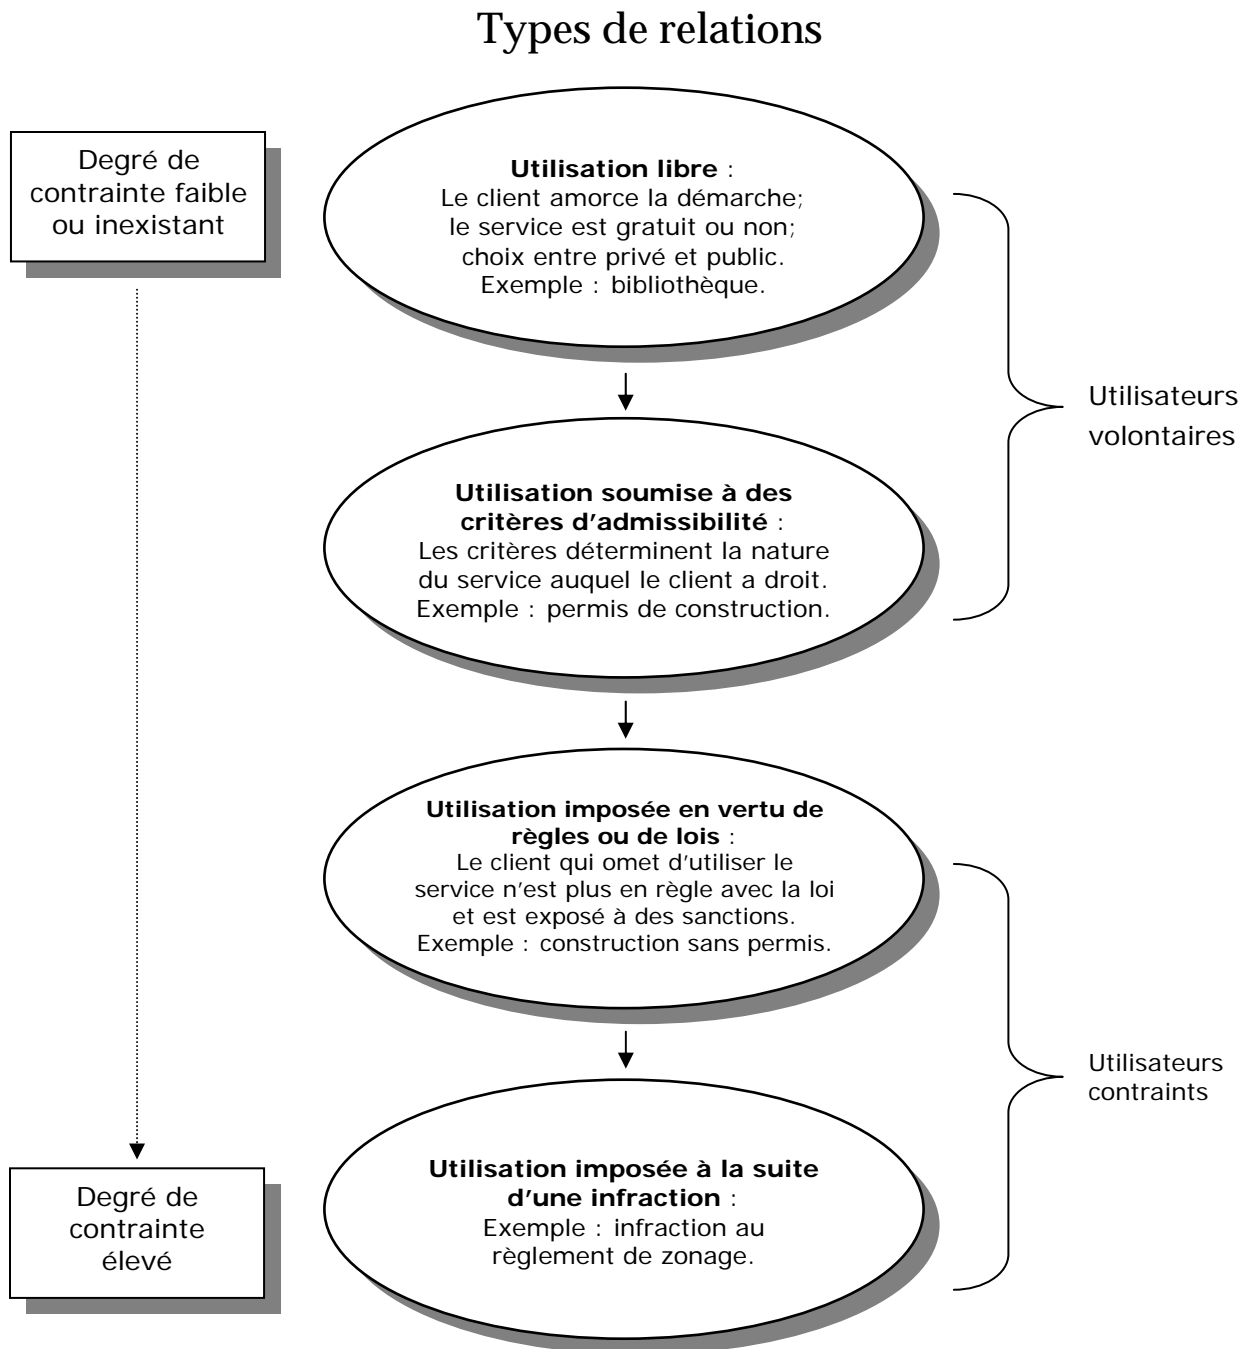 Types de relations
Degré de
contrainte faible
ou inexistant
Utilisation libre :
Le client amorce la démarche;
le service est gratuit ou non;
choix entre privé et public.
Exemple : bibliothèque.
Utilisateurs
volontaires
Utilisation soumise à des
critères d'admissibilité :
Les critères déterminent la nature
du service auquel le client a droit.
Exemple : permis de construction.
Utilisation imposée en vertu de
règles ou de lois :
Le client qui omet d'utiliser le
service n'est plus en règle avec la loi
et est exposé à des sanctions.
Exemple : construction sans permis.
Utilisateurs
contraints
Degré de
contrainte
élevé
Utilisation imposée à la suite
d'une infraction :
Exemple : infraction au
règlement de zonage.